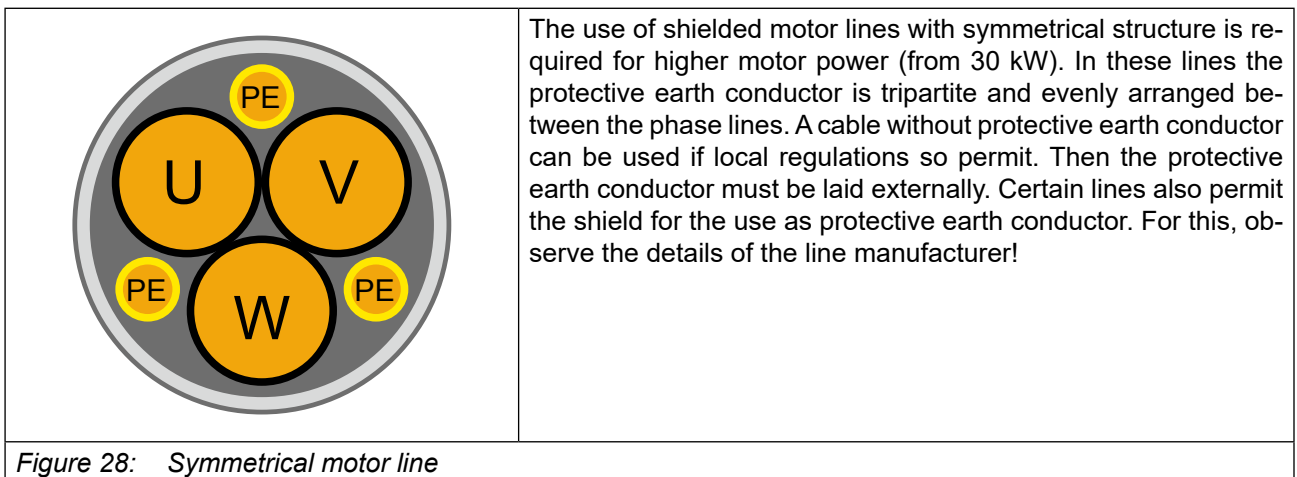 PE
U V
PE PE
W
The use of shielded motor lines with symmetrical structure is re-
quired for higher motor power (from 30 kW). In these lines the
protective earth conductor is tripartite and evenly arranged be-
tween the phase lines. A cable without protective earth conductor
can be used if local regulations so permit. Then the protective
earth conductor must be laid externally. Certain lines also permit
the shield for the use as protective earth conductor. For this, ob-
serve the details of the line manufacturer!
Figure 28: Symmetrical motor line